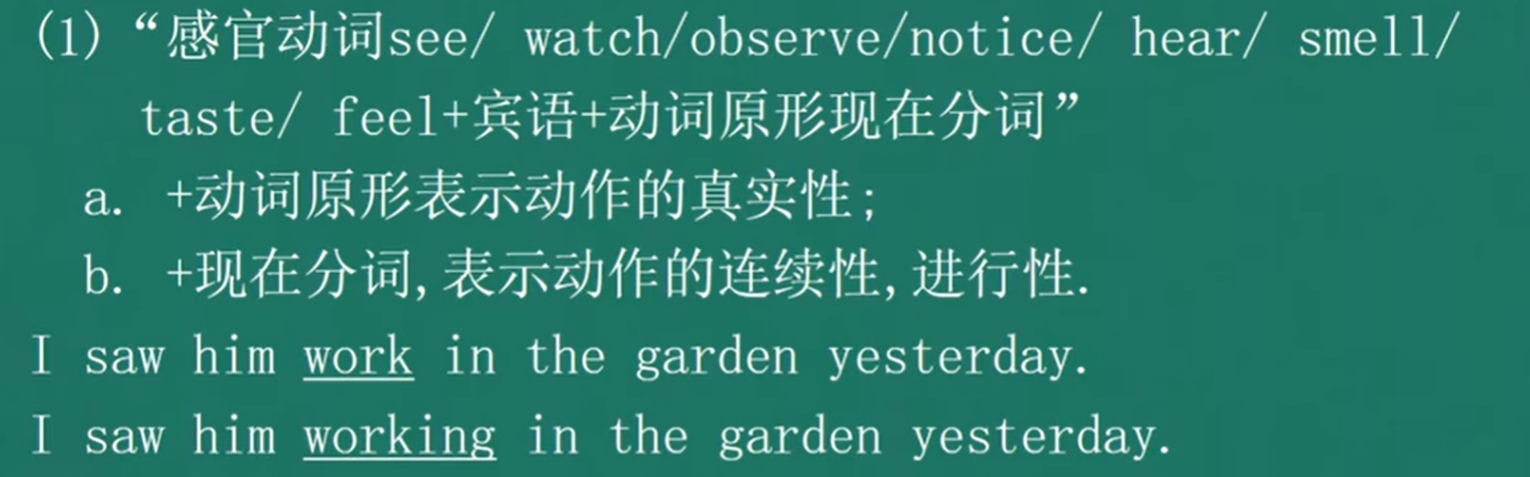 (1) “感官动词see/ watch/observe/notice/ hear/ smell/
taste/ feel+宾语+动词原形现在分词”
a. +动词原形表示动作的真实性;
b. +现在分词,表示动作的连续性,进行性.
I saw him work in the garden yesterday.
I saw him working in the garden yesterday.